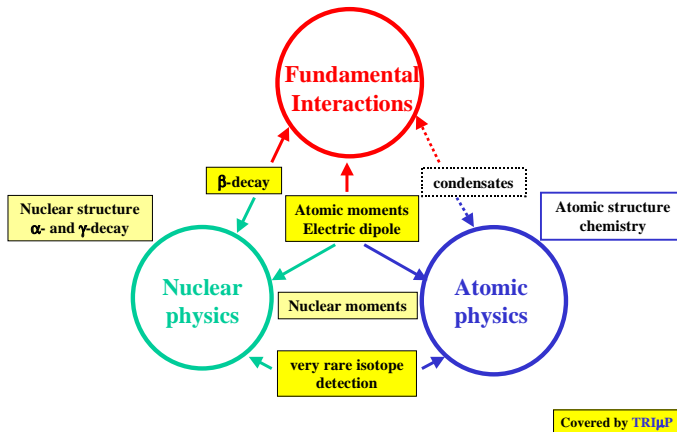 Fundamental
Interactions
β-decay
condensates
Nuclear structure
α- and γ-decay
Atomic moments
Electric dipole
Atomic structure
chemistry
Nuclear
physics
Nuclear moments
Atomic
physics
very rare isotope
detection
Covered by TRIμP